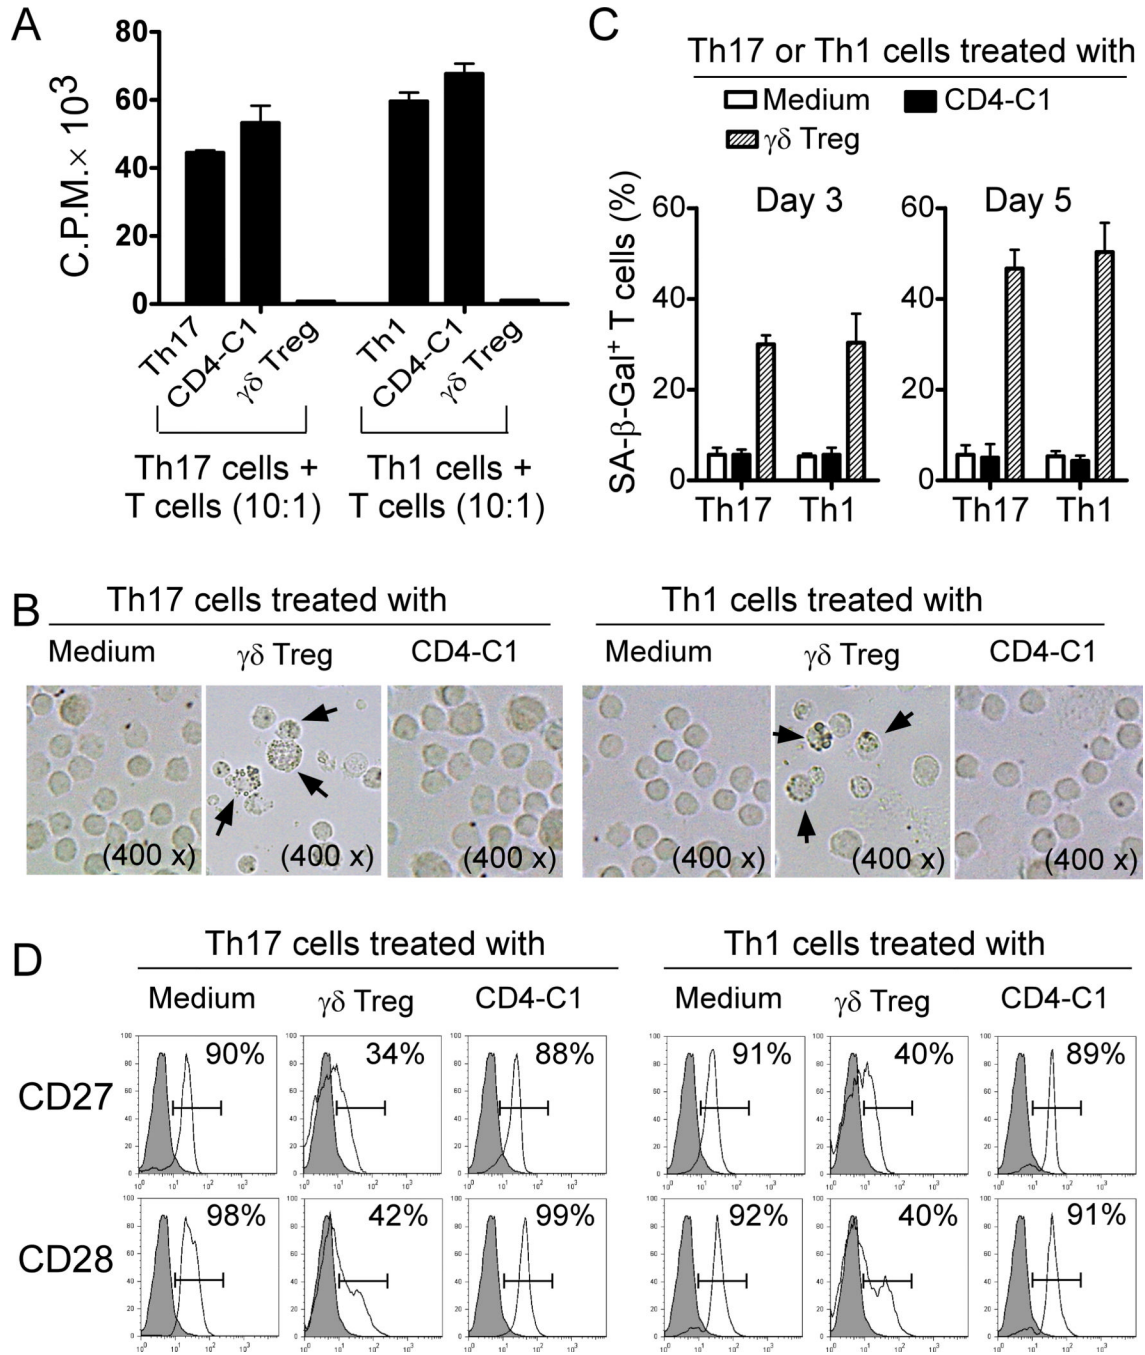 A
80
60
40
20
0
C.P.M.× 10³
Th17
CD4-C1
γδ Treg
Th1
CD4-C1
γδ Treg
Th17 cells +
T cells (10:1)
Th1 cells +
T cells (10:1)
C
Th17 or Th1 cells treated with
Medium
CD4-C1
γδ Treg
SA-β-Gal⁺ T cells (%)
Day 3
60
40
20
0
Th17
Th1
Day 5
60
40
20
0
Th17
Th1
B
Th17 cells treated with
Th1 cells treated with
Medium
γδ Treg
CD4-C1
Medium
γδ Treg
CD4-C1
(400 x)
(400 x)
(400 x)
(400 x)
(400 x)
(400 x)
D
Th17 cells treated with
Th1 cells treated with
Medium
γδ Treg
CD4-C1
Medium
γδ Treg
CD4-C1
CD27
90%
34%
88%
91%
40%
89%
CD28
98%
42%
99%
92%
40%
91%